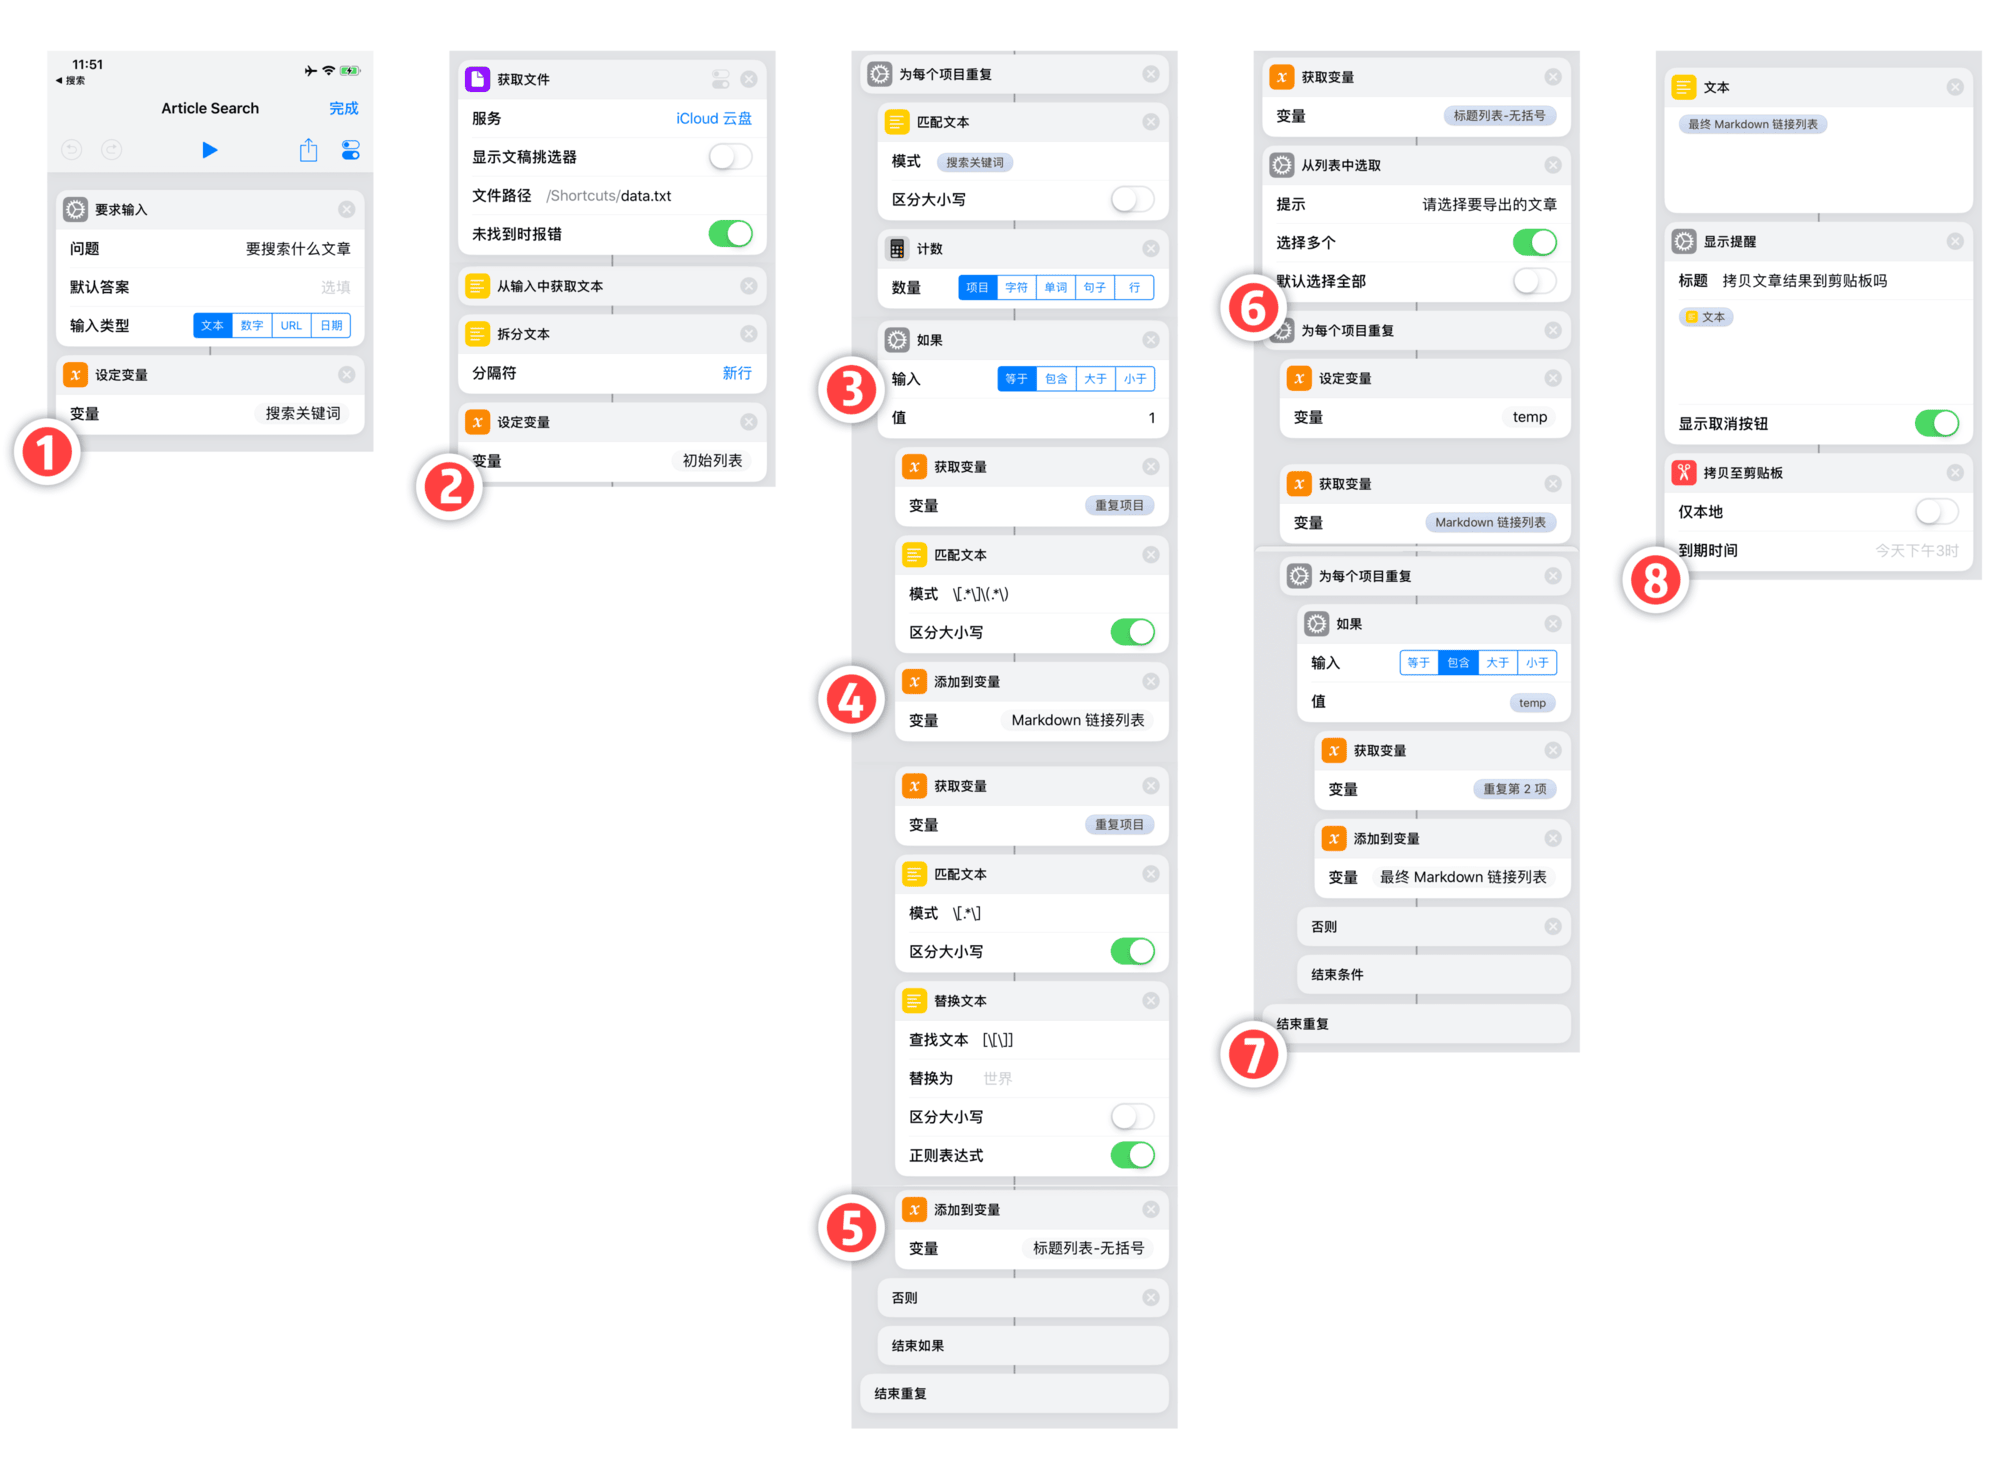 11:51
搜索
Article Search
完成
要求输入
问题 要搜索什么文章
默认答案 选填
输入类型 文本 数字 URL 日期
设定变量
变量 搜索关键词
1
获取文件
服务 iCloud 云盘
显示文稿挑选器
文件路径 /Shortcuts/data.txt
未找到时报错
从输入中获取文本
拆分文本
分隔符 新行
设定变量
变量 初始列表
2
为每个项目重复
匹配文本
模式 搜索关键词
区分大小写
计数
数量 项目 字符 单词 句子 行
如果
输入 等于 包含 大于 小于
3
值 1
获取变量
变量 重复项目
匹配文本
模式 \[.*\]\(.*\)
区分大小写
添加到变量
4
变量 Markdown 链接列表
获取变量
变量 重复项目
匹配文本
模式 \[.*\]
区分大小写
替换文本
查找文本 [\[\]]
替换为 世界
区分大小写
正则表达式
添加到变量
5
变量 标题列表-无括号
否则
结束如果
结束重复
获取变量
变量 标题列表-无括号
从列表中选取
提示 请选择要导出的文章
选择多个
默认选择全部
6
为每个项目重复
设定变量
变量 temp
获取变量
变量 Markdown 链接列表
为每个项目重复
如果
输入 等于 包含 大于 小于
值 temp
获取变量
变量 重复第 2 项
添加到变量
变量 最终 Markdown 链接列表
否则
结束条件
结束重复
7
文本
最终 Markdown 链接列表
显示提醒
标题 拷贝文章结果到剪贴板吗
文本
显示取消按钮
拷贝至剪贴板
仅本地
到期时间 今天下午3时
8